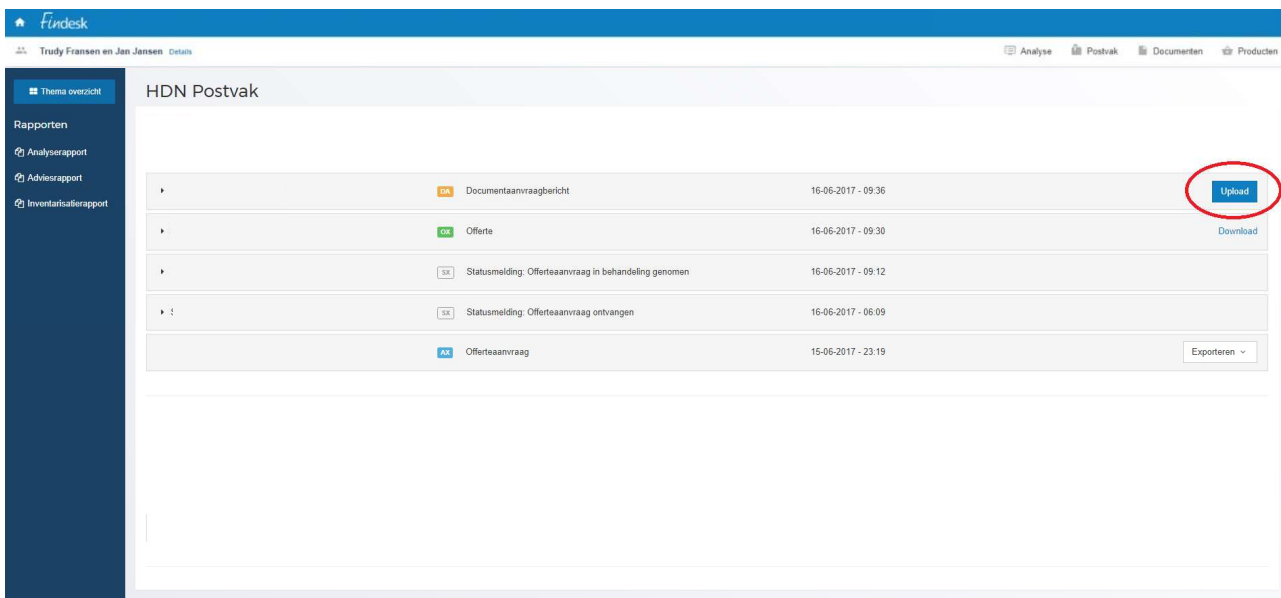 Findesk
Trudy Fransen en Jan Jansen Details
Analyse Postvak Documenten Producten
Thema overzicht
HDN Postvak
Rapporten
Analyserapport
Adviesrapport
Inventarisatierapport
DA Documentaanvraagbericht 16-06-2017 - 09:36 Upload
OX Offerte 16-06-2017 - 09:30 Download
SX Statusmelding: Offerteaanvraag in behandeling genomen 16-06-2017 - 09:12
SX Statusmelding: Offerteaanvraag ontvangen 16-06-2017 - 06:09
AX Offerteaanvraag 15-06-2017 - 23:19 Exporteren